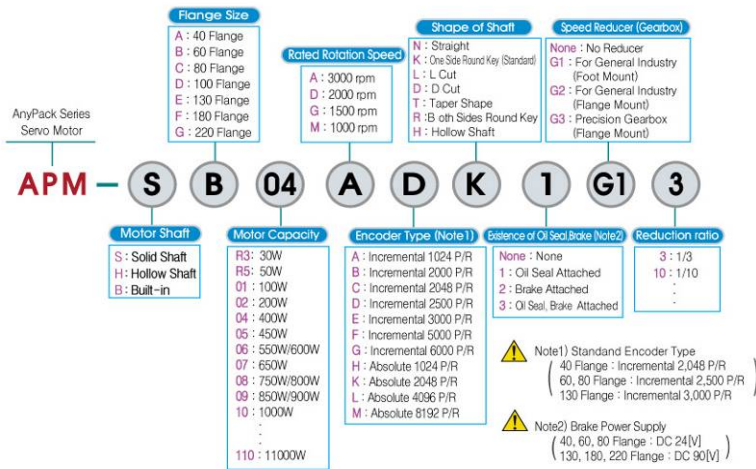 Flange Size
A : 40 Flange
B : 60 Flange
C : 80 Flange
D : 100 Flange
E : 130 Flange
F : 180 Flange
G : 220 Flange
Rated Rotation Speed
A : 3000 rpm
D : 2000 rpm
G : 1500 rpm
M : 1000 rpm
Shape of Shaft
N : Straight
K : One Side Round Key (Standard)
L : L Cut
D : D Cut
T : Taper Shape
R : B oth Sides Round Key
H : Hollow Shaft
Speed Reducer (Gearbox)
None : No Reducer
G1 : For General Industry
(Foot Mount)
G2 : For General Industry
(Flange Mount)
G3 : Precision Gearbox
(Flange Mount)
AnyPack Series
Servo Motor
APM – S B 04 A D K 1 G1 3
Motor Shaft
S : Solid Shaft
H : Hollow Shaft
B : Built-in
Motor Capacity
R3 : 30W
R5 : 50W
01 : 100W
02 : 200W
04 : 400W
05 : 450W
06 : 550W/600W
07 : 650W
08 : 750W/800W
09 : 850W/900W
10 : 1000W
:
:
110 : 11000W
Encoder Type (Note1)
A : Incremental 1024 P/R
B : Incremental 2000 P/R
C : Incremental 2048 P/R
D : Incremental 2500 P/R
E : Incremental 3000 P/R
F : Incremental 5000 P/R
G : Incremental 6000 P/R
H : Absolute 1024 P/R
K : Absolute 2048 P/R
L : Absolute 4096 P/R
M : Absolute 8192 P/R
Existence of Oil Seal,Brake (Note2)
None : None
1 : Oil Seal Attached
2 : Brake Attached
3 : Oil Seal, Brake Attached
Reduction ratio
3 : 1/3
10 : 1/10
:
:
Note1) Standand Encoder Type
( 40 Flange : Incremental 2,048 P/R
60, 80 Flange : Incremental 2,500 P/R
130 Flange : Incremental 3,000 P/R )
Note2) Brake Power Supply
( 40, 60, 80 Flange : DC 24[V]
130, 180, 220 Flange : DC 90[V] )